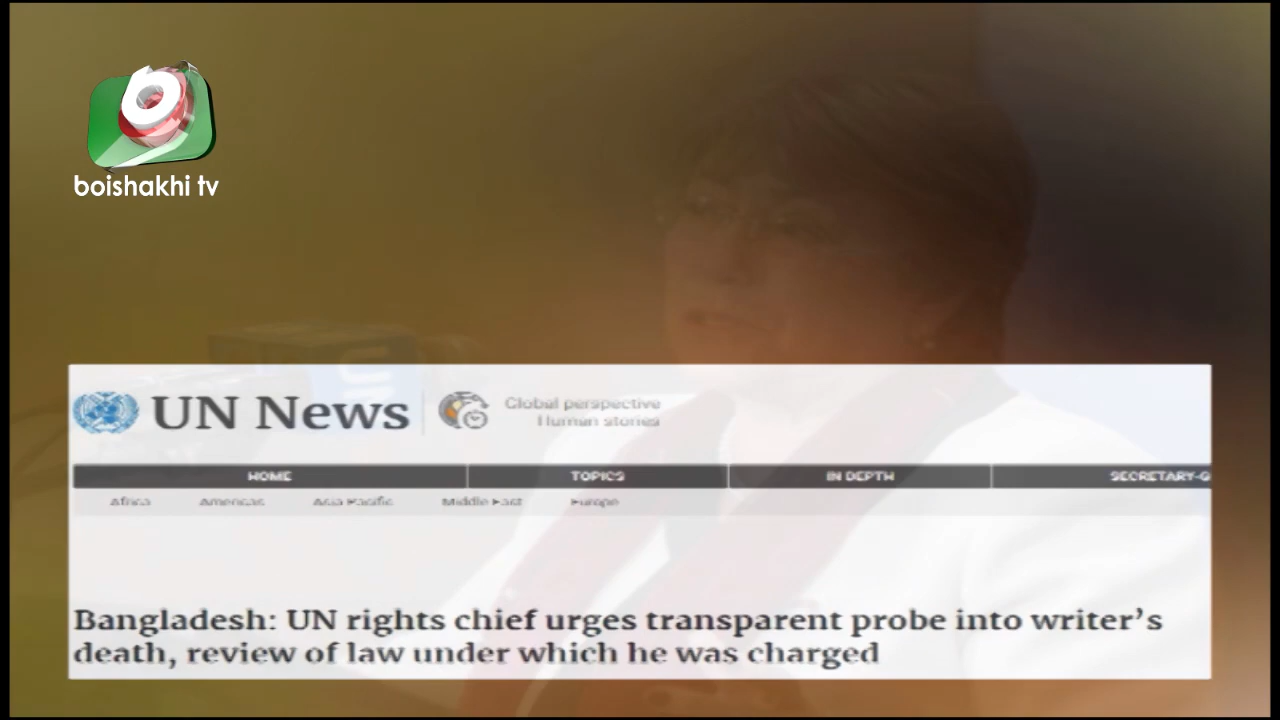 boishakhi tv
UN News
Global perspective
Human stories
HOME TOPICS IN DEPTH SECRETARY-G
Africa Americas Asia Pacific Middle East Europe
Bangladesh: UN rights chief urges transparent probe into writer's
death, review of law under which he was charged